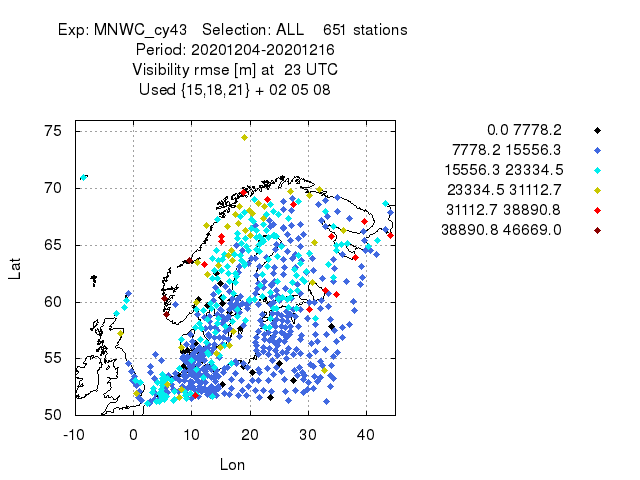 Exp: MNWC_cy43 Selection: ALL 651 stations
Period: 20201204-20201216
Visibility rmse [m] at 23 UTC
Used {15,18,21} + 02 05 08
75
70
65
60
55
50
-10 0 10 20 30 40
Lat
Lon
0.0 7778.2
7778.2 15556.3
15556.3 23334.5
23334.5 31112.7
31112.7 38890.8
38890.8 46669.0